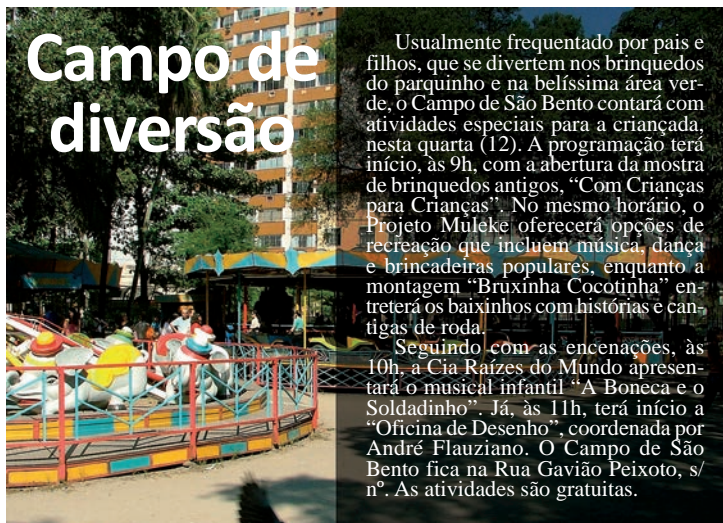 Campo de
diversão
Usualmente frequentado por pais e
filhos, que se divertem nos brinquedos
do parquinho e na belíssima área ver-
de, o Campo de São Bento contará com
atividades especiais para a criançada,
nesta quarta (12). A programação terá
início, às 9h, com a abertura da mostra
de brinquedos antigos, “Com Crianças
para Crianças”. No mesmo horário, o
Projeto Muleke oferecerá opções de
recreação que incluem música, dança
e brincadeiras populares, enquanto a
montagem “Bruxinha Cocotinha” en-
treterá os baixinhos com histórias e can-
tigas de roda.
Seguindo com as encenações, às
10h, a Cia Raízes do Mundo apresen-
tará o musical infantil “A Boneca e o
Soldadinho”. Já, às 11h, terá início a
“Oficina de Desenho”, coordenada por
André Flauziano. O Campo de São
Bento fica na Rua Gavião Peixoto, s/
nº. As atividades são gratuitas.